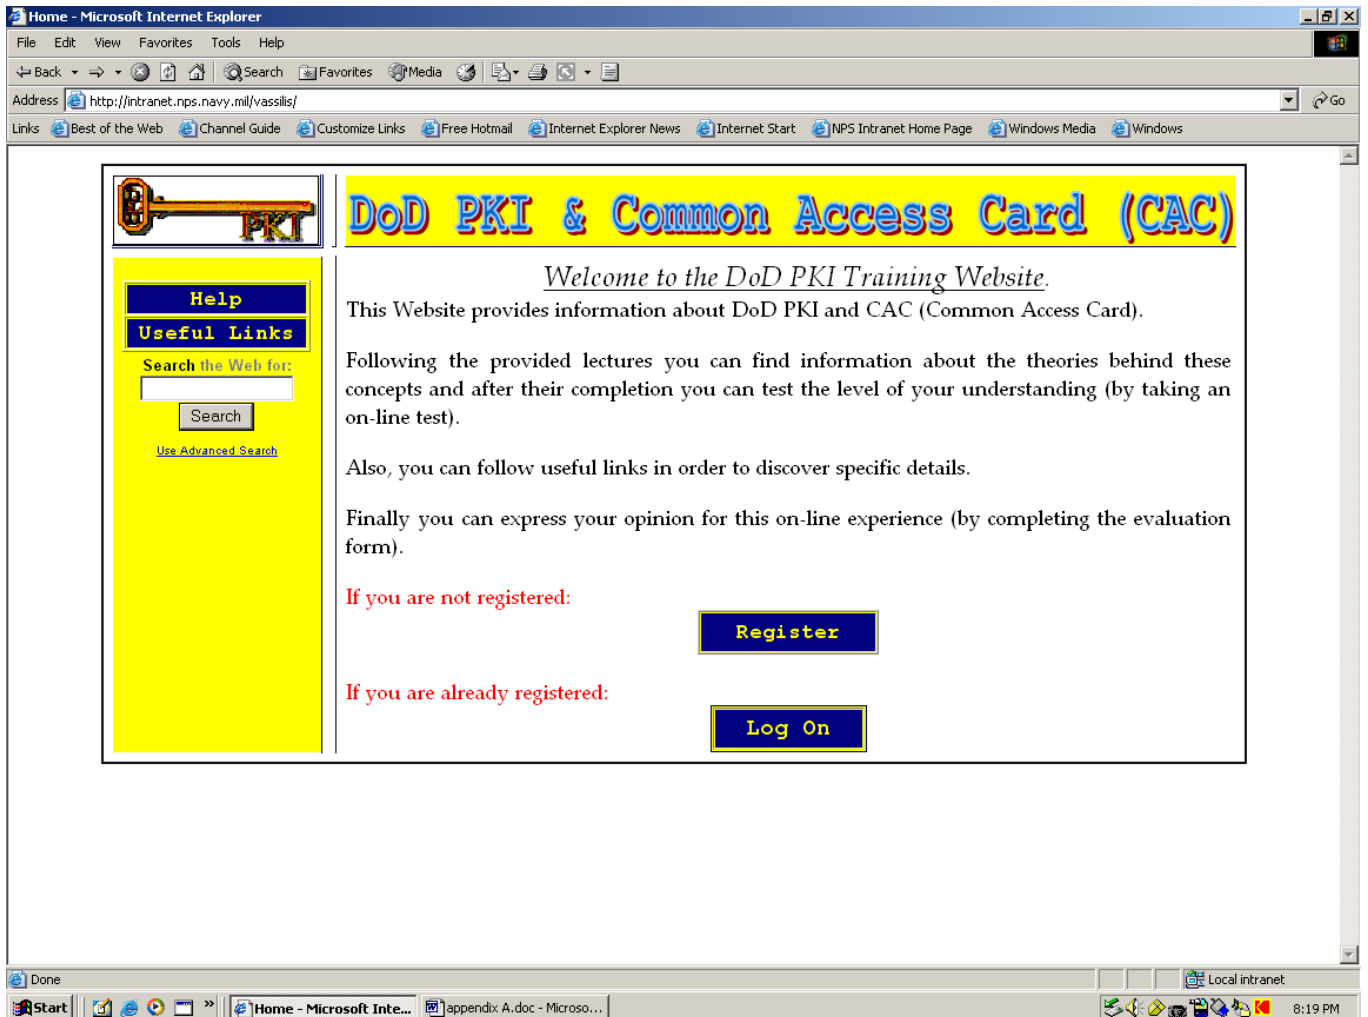 Home - Microsoft Internet Explorer
File Edit View Favorites Tools Help
Back Search Favorites Media
Address http://intranet.nps.navy.mil/vassilis/ Go
Links Best of the Web Channel Guide Customize Links Free Hotmail Internet Explorer News Internet Start NPS Intranet Home Page Windows Media Windows
PKI
DoD PKI & Common Access Card (CAC)
Help
Useful Links
Search the Web for:
Search
Use Advanced Search
Welcome to the DoD PKI Training Website.
This Website provides information about DoD PKI and CAC (Common Access Card).
Following the provided lectures you can find information about the theories behind these
concepts and after their completion you can test the level of your understanding (by taking an
on-line test).
Also, you can follow useful links in order to discover specific details.
Finally you can express your opinion for this on-line experience (by completing the evaluation
form).
If you are not registered:
Register
If you are already registered:
Log On
Done Local intranet
Start » Home - Microsoft Inte... appendix A.doc - Microso... 8:19 PM